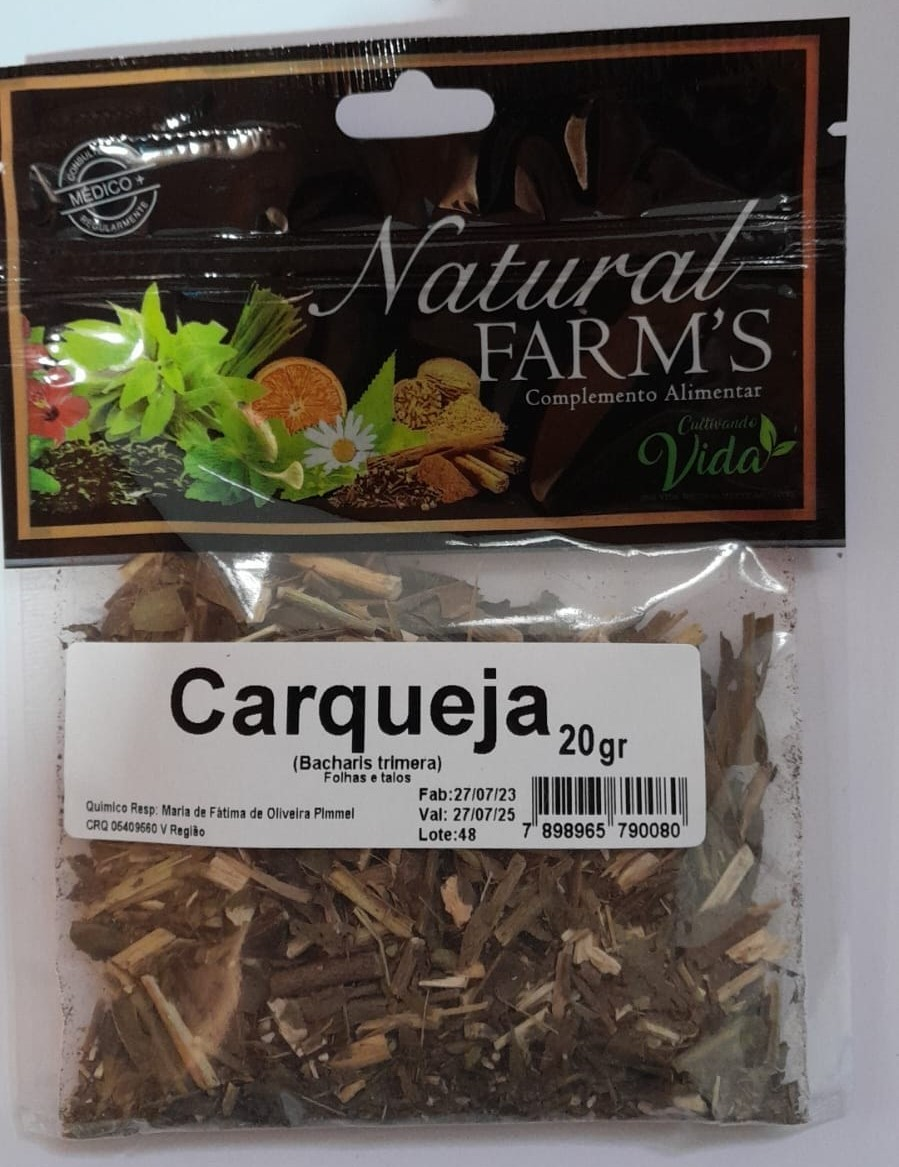 CONSULTE
MÉDICO +
REGULARMENTE
Natural
FARM'S
Complemento Alimentar
Cultivando
Vida
Carqueja 20gr
(Bacharis trimera)
Folhas e talos
Quimico Resp: Maria de Fátima de Oliveira Pimmel
CRQ 05409560 V Região
Fab:27/07/23
Val: 27/07/25
Lote:48
7 898965 790080